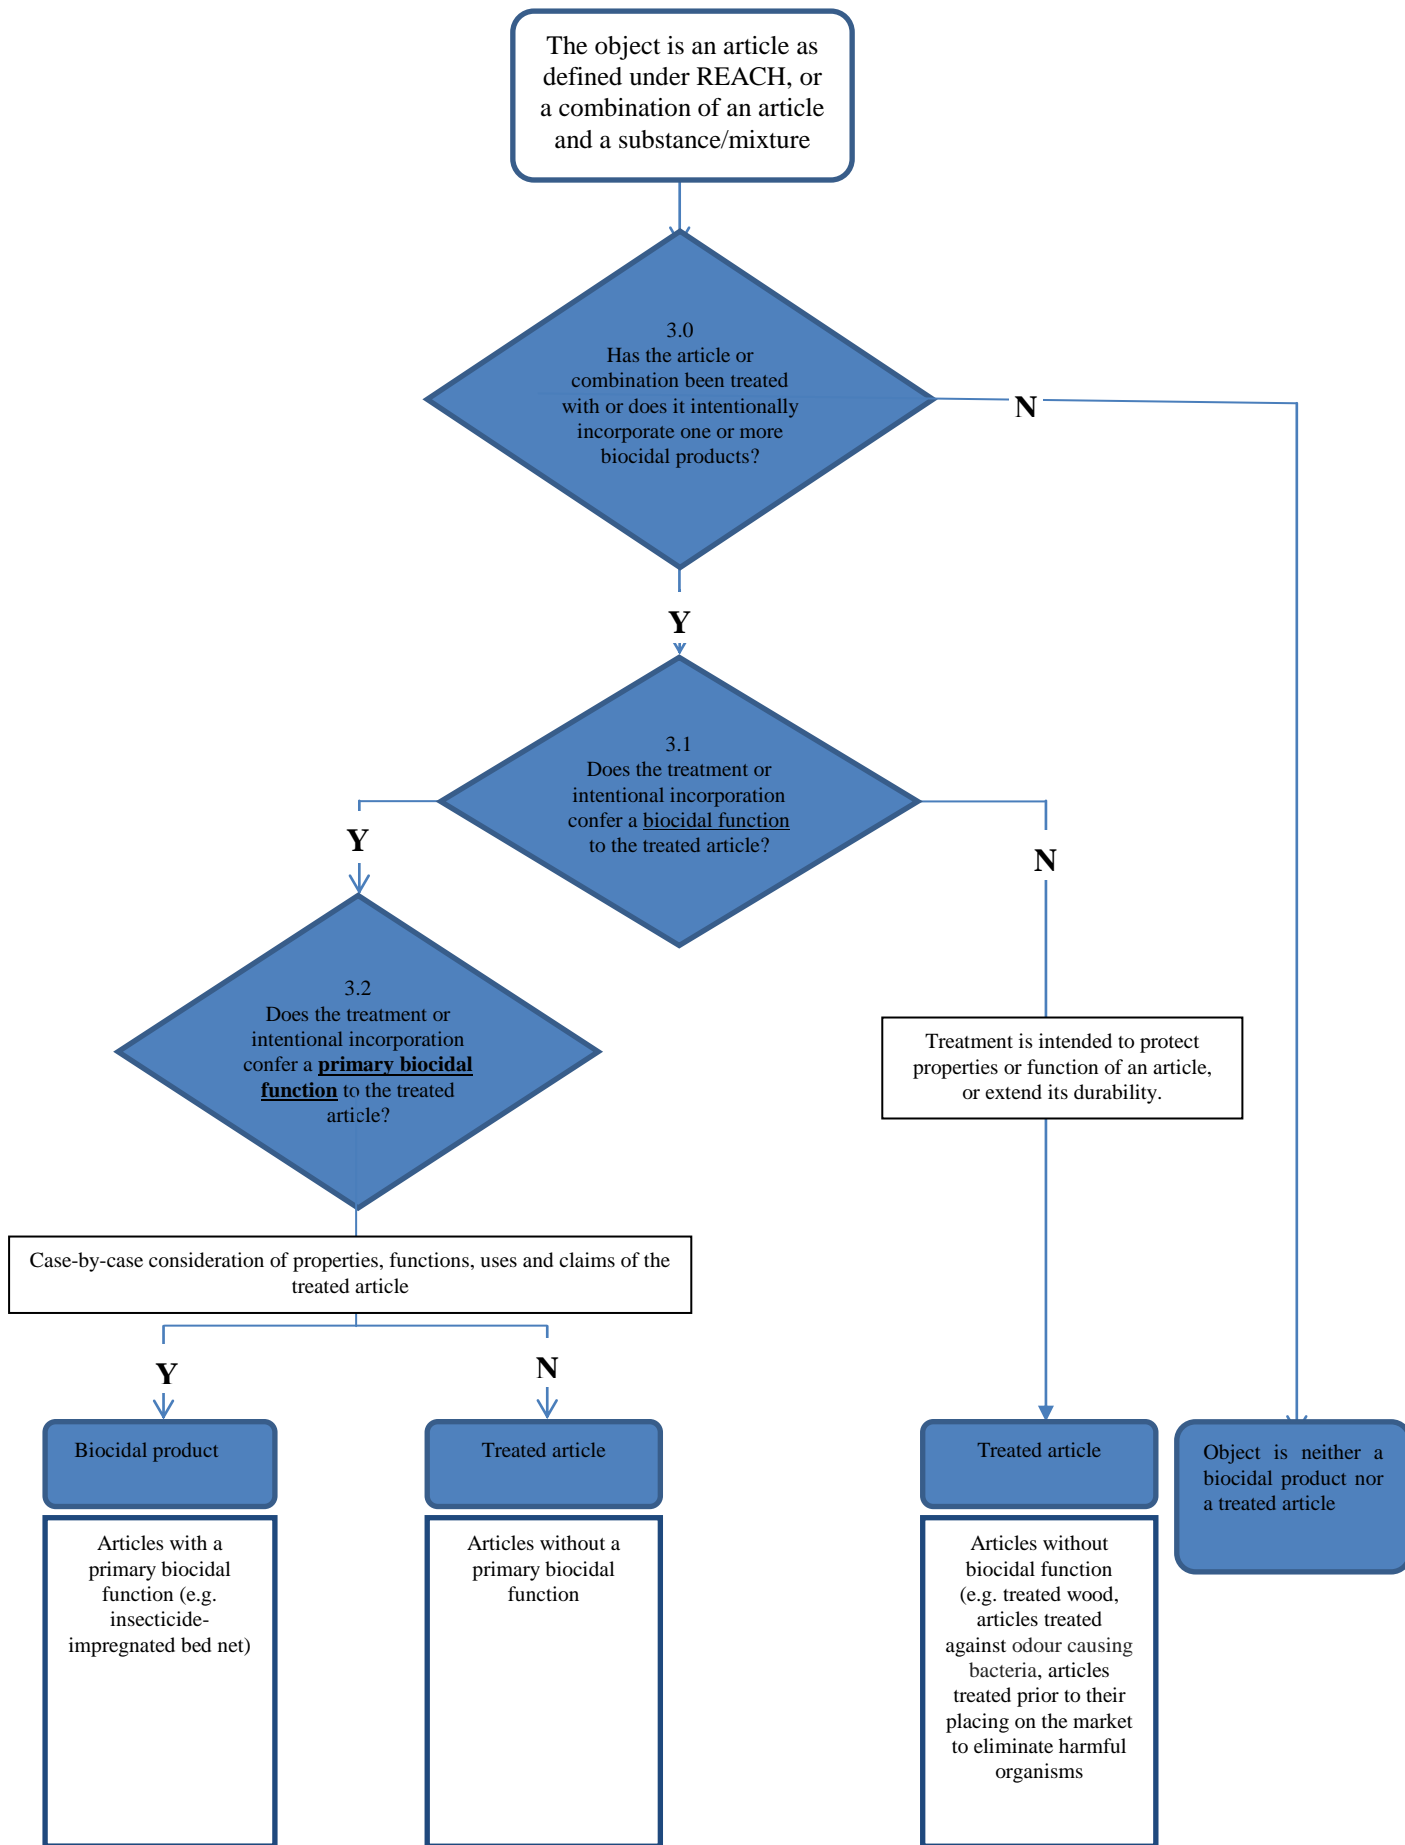 The object is an article as
defined under REACH, or
a combination of an article
and a substance/mixture
3.0
Has the article or
combination been treated
with or does it intentionally
incorporate one or more
biocidal products?
N
Y
3.1
Does the treatment or
intentional incorporation
confer a biocidal function
to the treated article?
Y
N
3.2
Does the treatment or
intentional incorporation
confer a primary biocidal
function to the treated
article?
Treatment is intended to protect
properties or function of an article,
or extend its durability.
Case-by-case consideration of properties, functions, uses and claims of the
treated article
Y
N
Biocidal product
Treated article
Treated article
Object is neither a
biocidal product nor
a treated article
Articles with a
primary biocidal
function (e.g.
insecticide-
impregnated bed net)
Articles without a
primary biocidal
function
Articles without
biocidal function
(e.g. treated wood,
articles treated
against odour causing
bacteria, articles
treated prior to their
placing on the market
to eliminate harmful
organisms